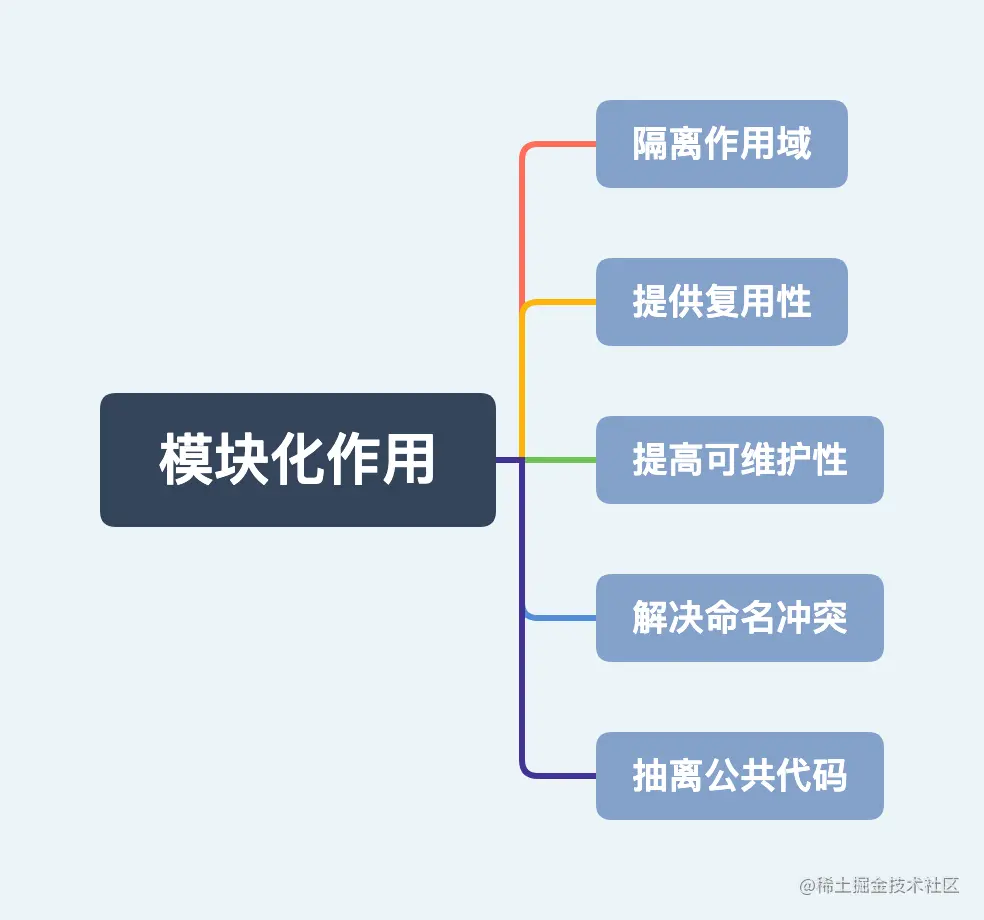 隔离作用域
提供复用性
模块化作用
提高可维护性
解决命名冲突
抽离公共代码
@稀土掘金技术社区